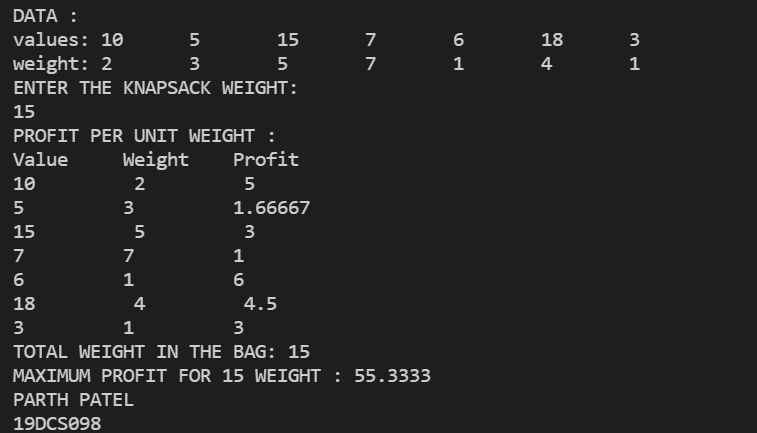 DATA :
values: 10 5 15 7 6 18 3
weight: 2 3 5 7 1 4 1
ENTER THE KNAPSACK WEIGHT:
15
PROFIT PER UNIT WEIGHT :
Value Weight Profit
10 2 5
5 3 1.66667
15 5 3
7 7 1
6 1 6
18 4 4.5
3 1 3
TOTAL WEIGHT IN THE BAG: 15
MAXIMUM PROFIT FOR 15 WEIGHT : 55.3333
PARTH PATEL
19DCS098